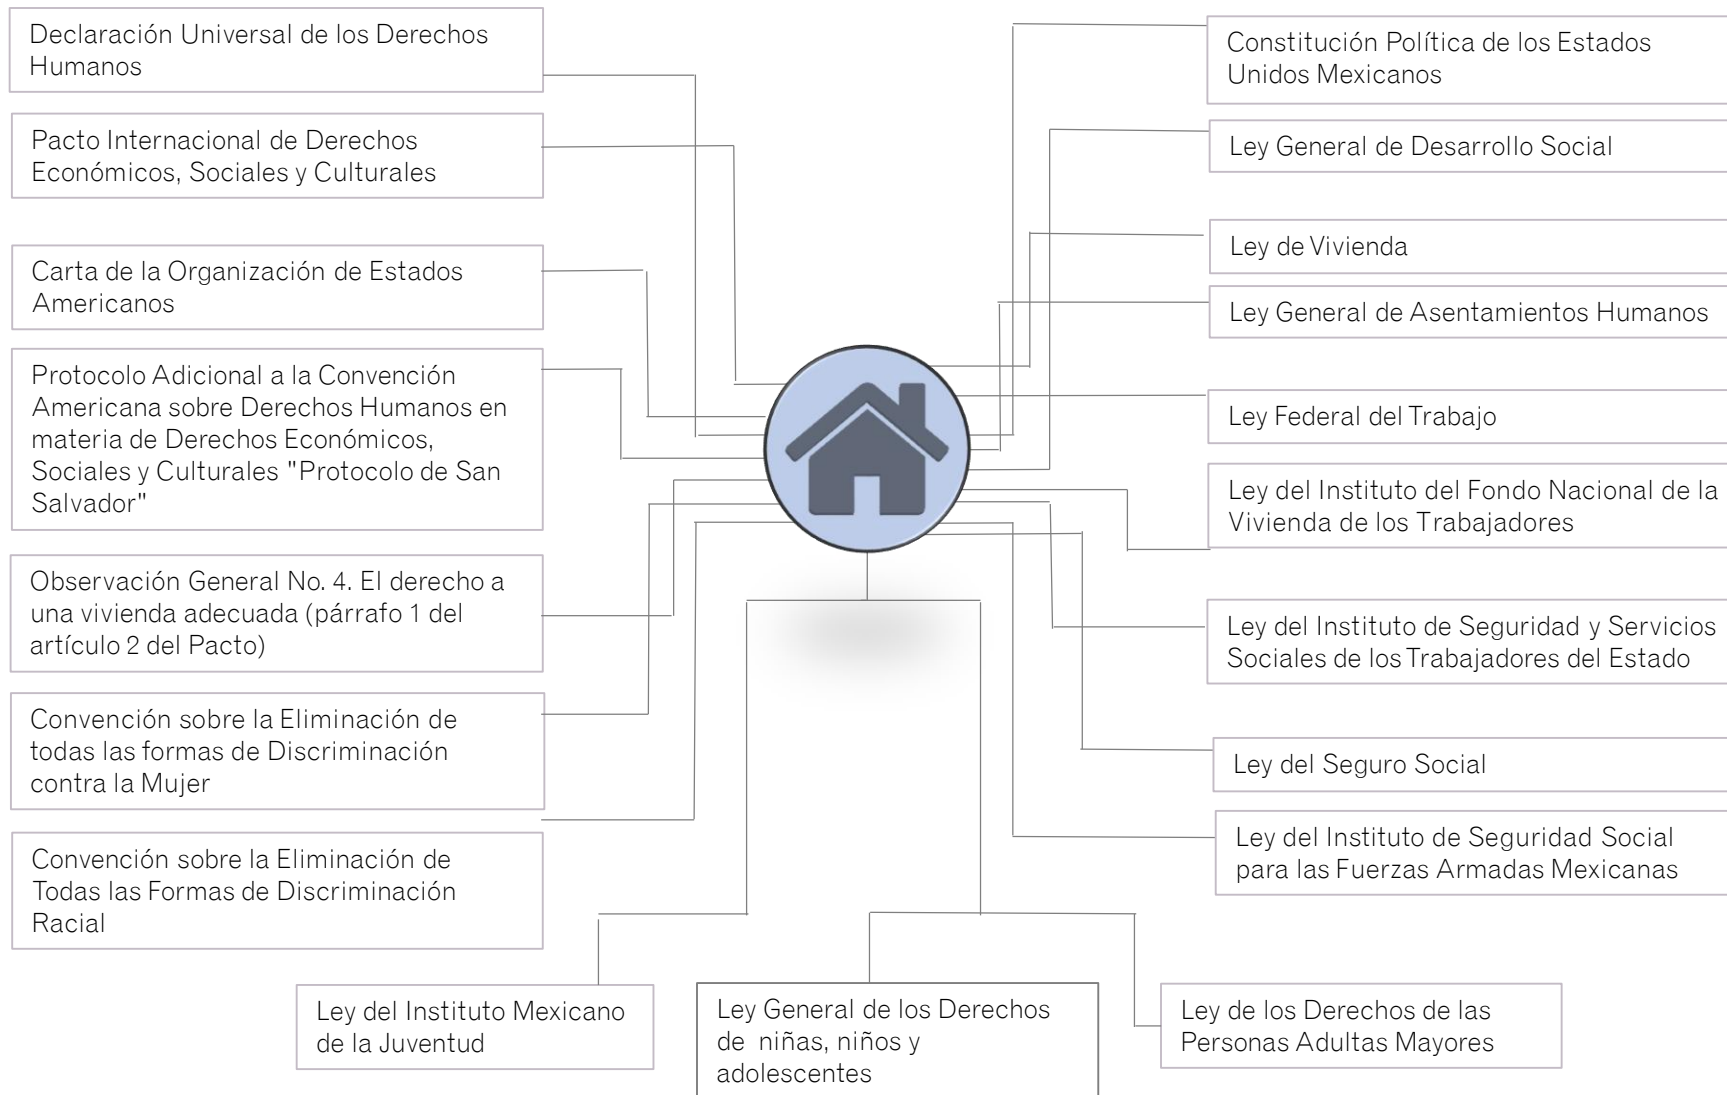 Declaración Universal de los Derechos
Humanos
Pacto Internacional de Derechos
Económicos, Sociales y Culturales
Carta de la Organización de Estados
Americanos
Protocolo Adicional a la Convención
Americana sobre Derechos Humanos en
materia de Derechos Económicos,
Sociales y Culturales "Protocolo de San
Salvador"
Observación General No. 4. El derecho a
una vivienda adecuada (párrafo 1 del
artículo 2 del Pacto)
Convención sobre la Eliminación de
todas las formas de Discriminación
contra la Mujer
Convención sobre la Eliminación de
Todas las Formas de Discriminación
Racial
Constitución Política de los Estados
Unidos Mexicanos
Ley General de Desarrollo Social
Ley de Vivienda
Ley General de Asentamientos Humanos
Ley Federal del Trabajo
Ley del Instituto del Fondo Nacional de la
Vivienda de los Trabajadores
Ley del Instituto de Seguridad y Servicios
Sociales de los Trabajadores del Estado
Ley del Seguro Social
Ley del Instituto de Seguridad Social
para las Fuerzas Armadas Mexicanas
Ley del Instituto Mexicano
de la Juventud
Ley General de los Derechos
de niñas, niños y
adolescentes
Ley de los Derechos de las
Personas Adultas Mayores